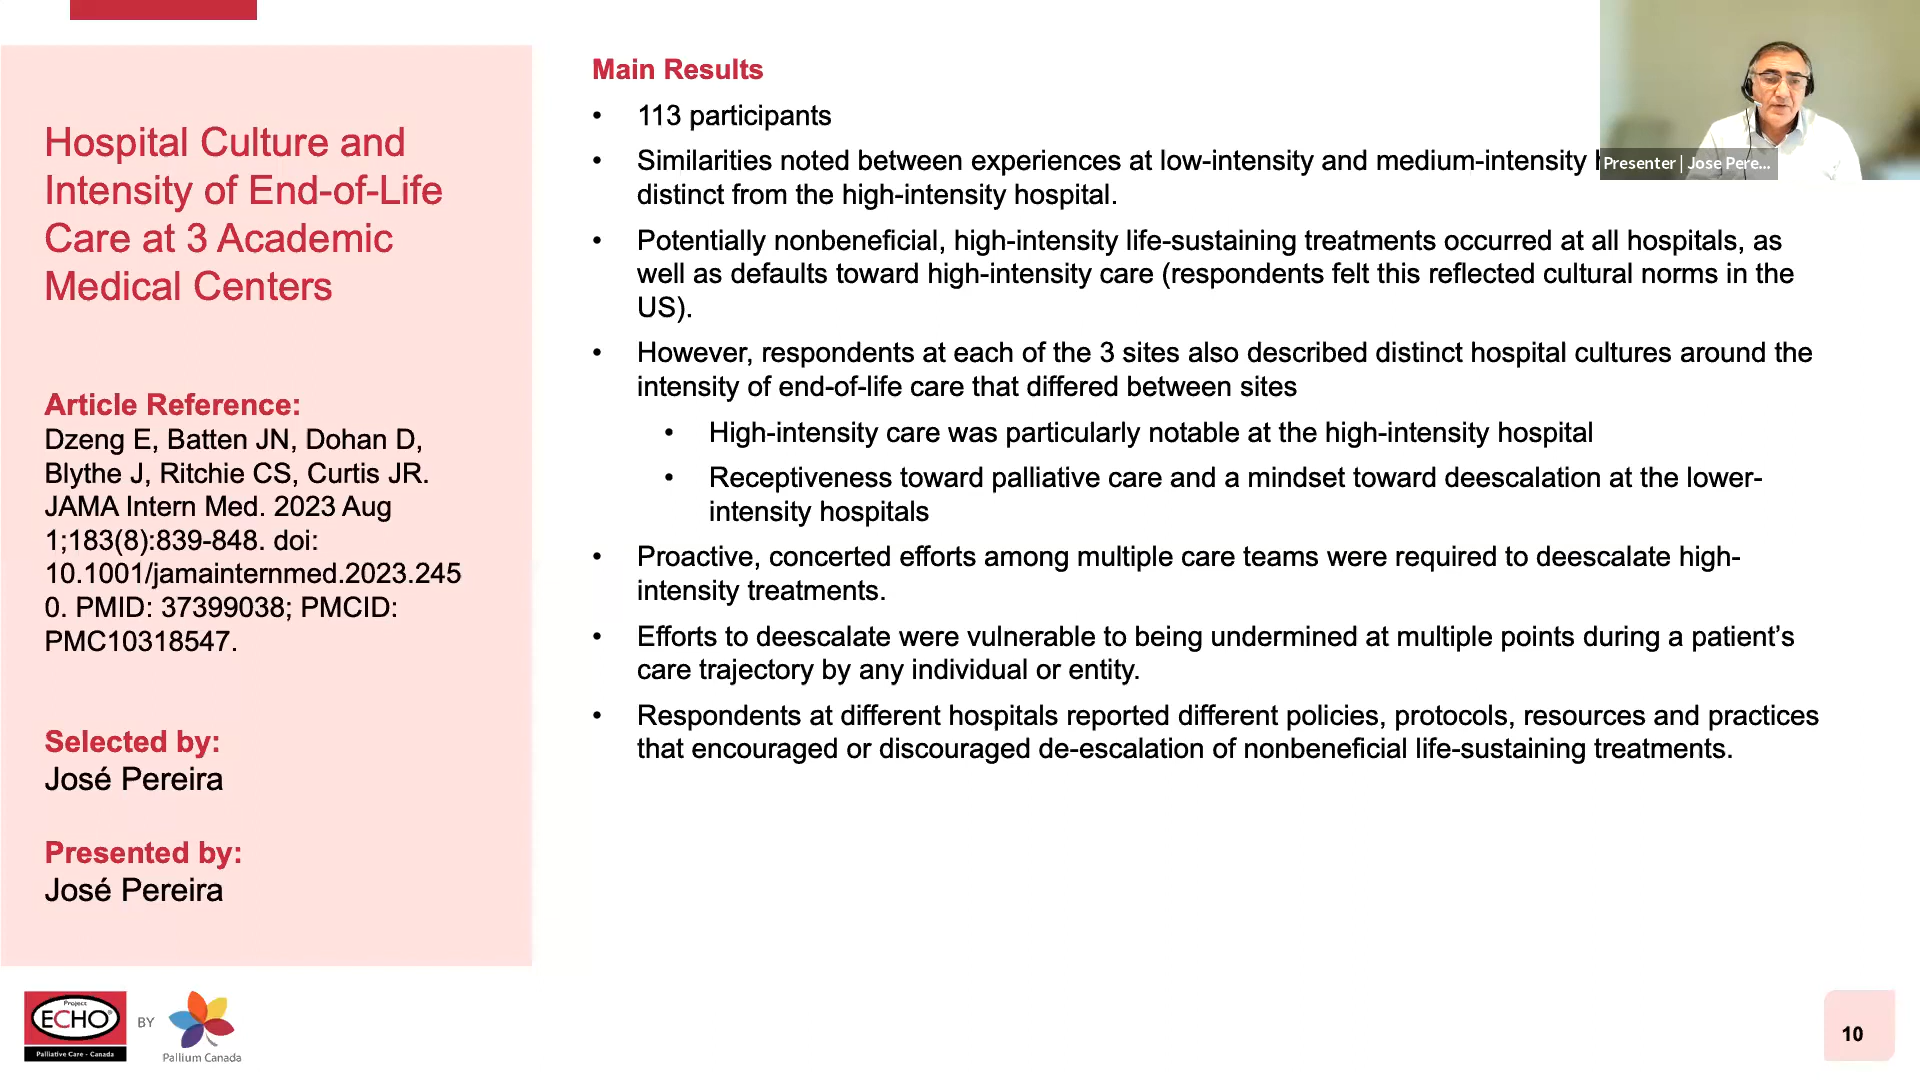 Hospital Culture and
Intensity of End-of-Life
Care at 3 Academic
Medical Centers
Article Reference:
Dzeng E, Batten JN, Dohan D,
Blythe J, Ritchie CS, Curtis JR.
JAMA Intern Med. 2023 Aug
1;183(8):839-848. doi:
10.1001/jamainternmed.2023.245
0. PMID: 37399038; PMCID:
PMC10318547.
Selected by:
José Pereira
Presented by:
José Pereira
Main Results
• 113 participants
• Similarities noted between experiences at low-intensity and medium-intensity
distinct from the high-intensity hospital.
• Potentially nonbeneficial, high-intensity life-sustaining treatments occurred at all hospitals, as
well as defaults toward high-intensity care (respondents felt this reflected cultural norms in the
US).
• However, respondents at each of the 3 sites also described distinct hospital cultures around the
intensity of end-of-life care that differed between sites
• High-intensity care was particularly notable at the high-intensity hospital
• Receptiveness toward palliative care and a mindset toward deescalation at the lower-
intensity hospitals
• Proactive, concerted efforts among multiple care teams were required to deescalate high-
intensity treatments.
• Efforts to deescalate were vulnerable to being undermined at multiple points during a patient’s
care trajectory by any individual or entity.
• Respondents at different hospitals reported different policies, protocols, resources and practices
that encouraged or discouraged de-escalation of nonbeneficial life-sustaining treatments.
Presenter | Jose Pere...
Project
ECHO®
Palliative Care - Canada
BY
Pallium Canada
10